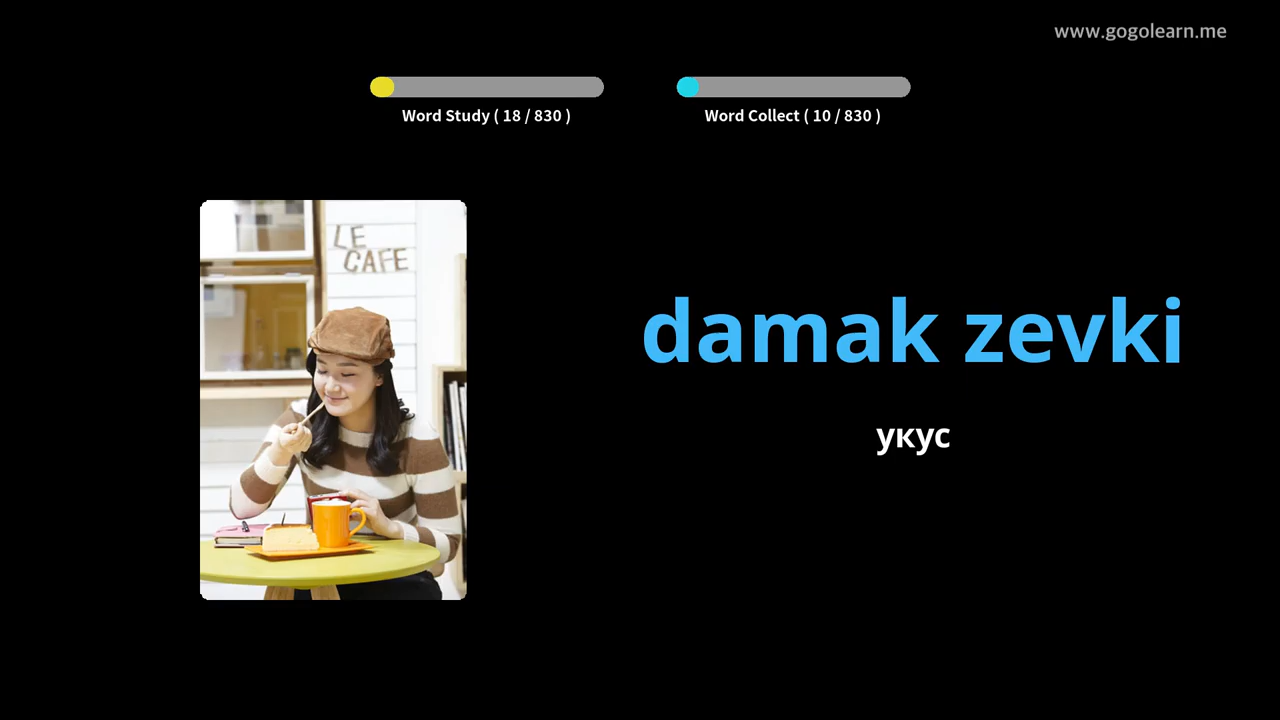 www.gogolearn.me
Word Study ( 18 / 830 )
Word Collect ( 10 / 830 )
LE
CAFE
damak zevki
укус